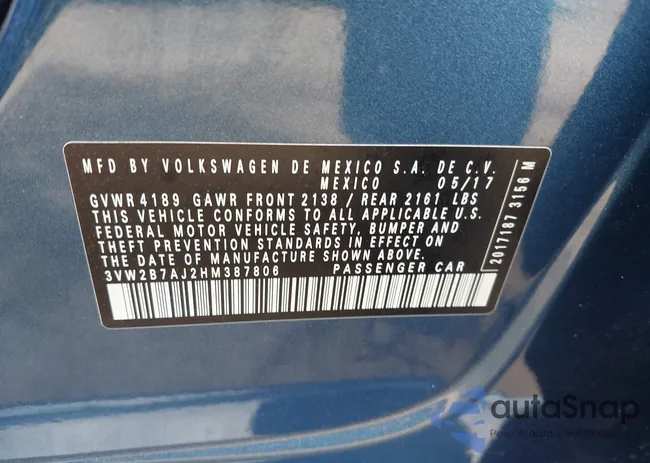 MFD BY VOLKSWAGEN DE MEXICO S.A. DE C.V.
MEXICO 05/17
GVWR 4189 GAWR FRONT 2138 / REAR 2161 LBS
THIS VEHICLE CONFORMS TO ALL APPLICABLE U.S.
FEDERAL MOTOR VEHICLE SAFETY, BUMPER AND
THEFT PREVENTION STANDARDS IN EFFECT ON
THE DATE OF MANUFACTURE SHOWN ABOVE.
3VW2B7AJ2HM387806 PASSENGER CAR
2017187 3156 M
autoSnap